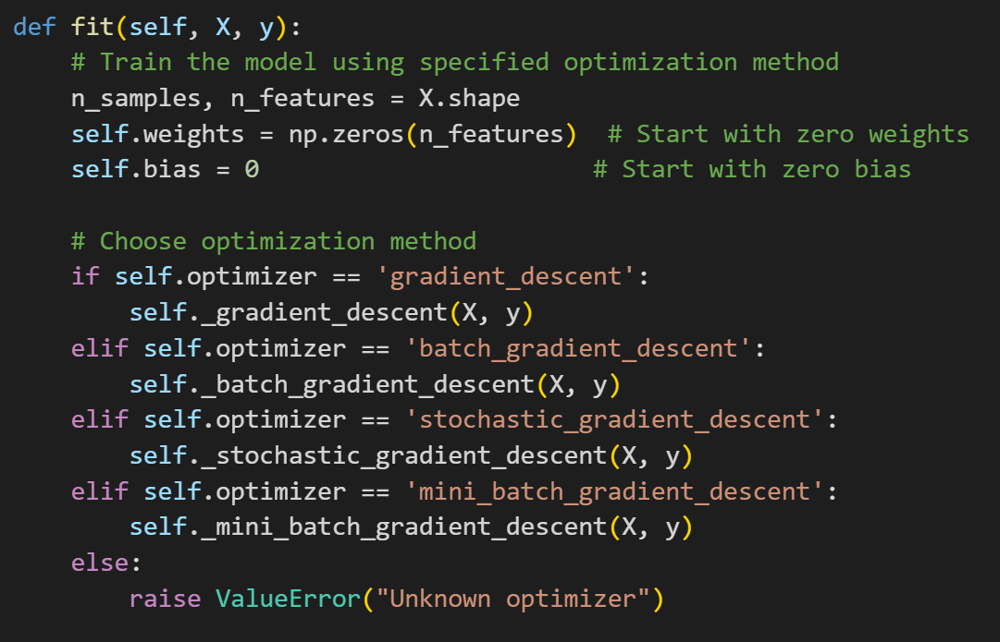 def fit(self, X, y):
    # Train the model using specified optimization method
    n_samples, n_features = X.shape
    self.weights = np.zeros(n_features)  # Start with zero weights
    self.bias = 0                       # Start with zero bias

    # Choose optimization method
    if self.optimizer == 'gradient_descent':
        self._gradient_descent(X, y)
    elif self.optimizer == 'batch_gradient_descent':
        self._batch_gradient_descent(X, y)
    elif self.optimizer == 'stochastic_gradient_descent':
        self._stochastic_gradient_descent(X, y)
    elif self.optimizer == 'mini_batch_gradient_descent':
        self._mini_batch_gradient_descent(X, y)
    else:
        raise ValueError("Unknown optimizer")